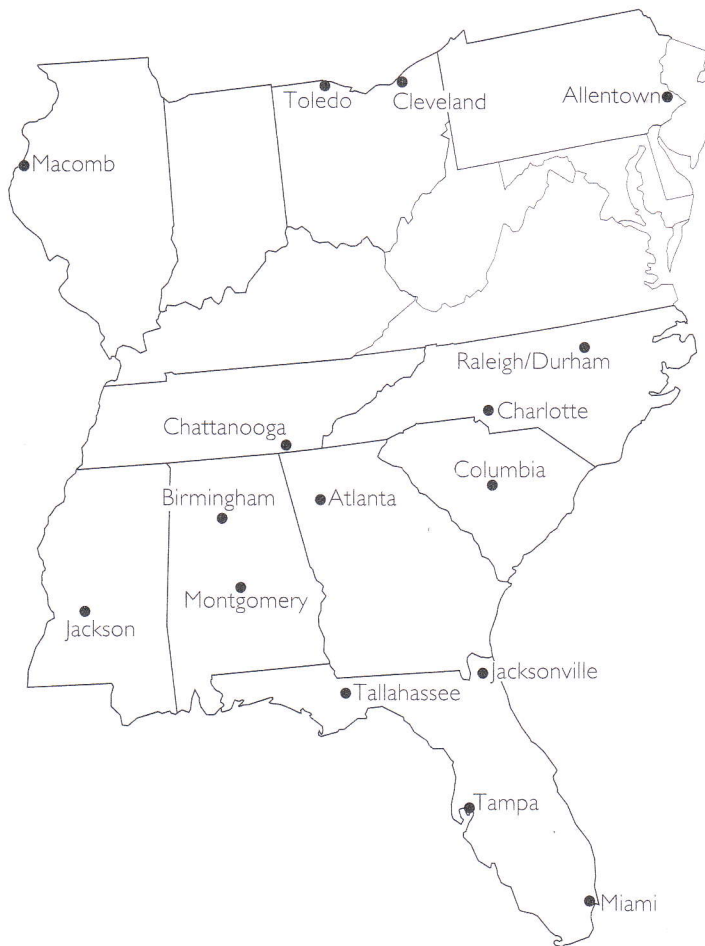 Toledo
Cleveland
Allentown
Macomb
Raleigh/Durham
Charlotte
Chattanooga
Columbia
Birmingham
Atlanta
Montgomery
Jackson
Jacksonville
Tallahassee
Tampa
Miami